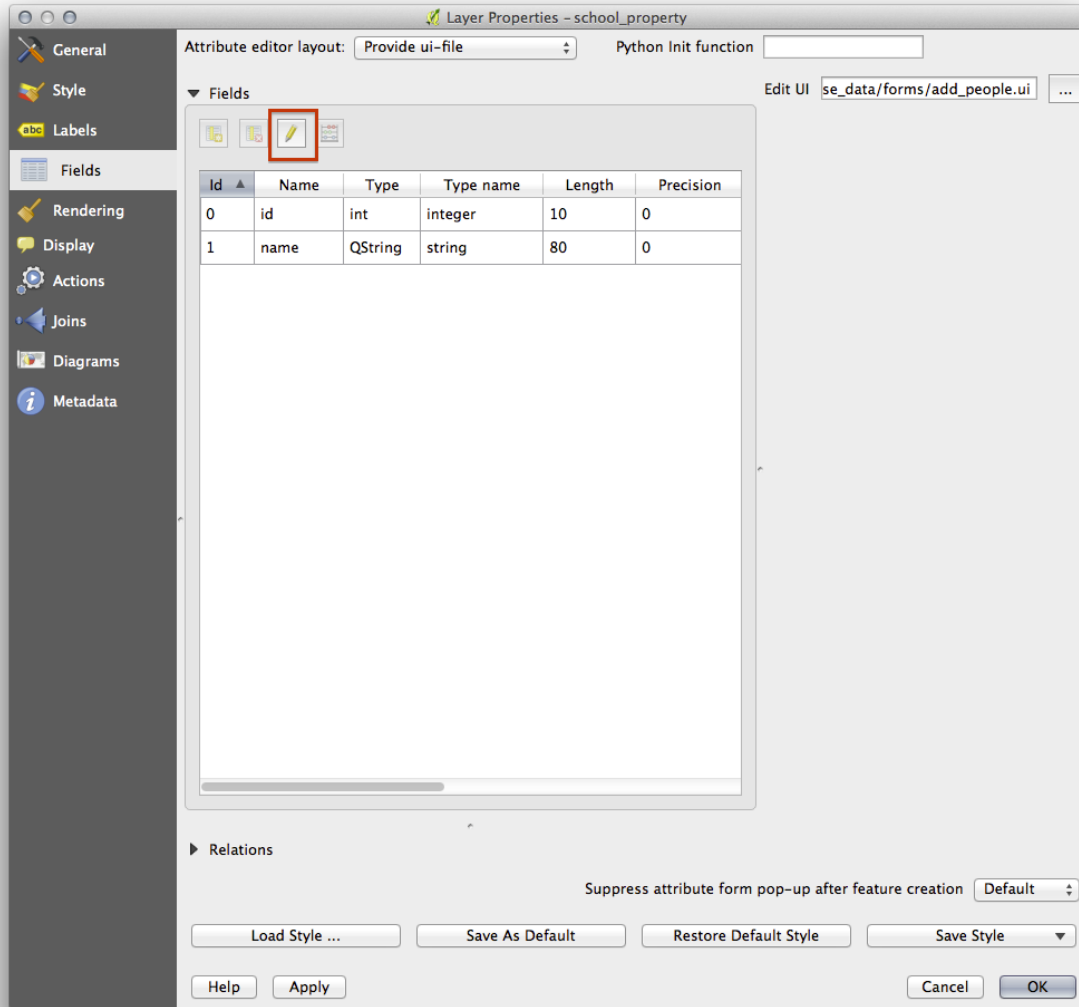 Layer Properties - school_property
General
Style
abc Labels
Fields
Rendering
Display
Actions
Joins
Diagrams
i Metadata
Attribute editor layout: Provide ui-file Python Init function
Fields Edit UI se_data/forms/add_people.ui ...
Id Name Type Type name Length Precision
0 id int integer 10 0
1 name QString string 80 0
Relations
Suppress attribute form pop-up after feature creation Default
Load Style ... Save As Default Restore Default Style Save Style
Help Apply Cancel OK